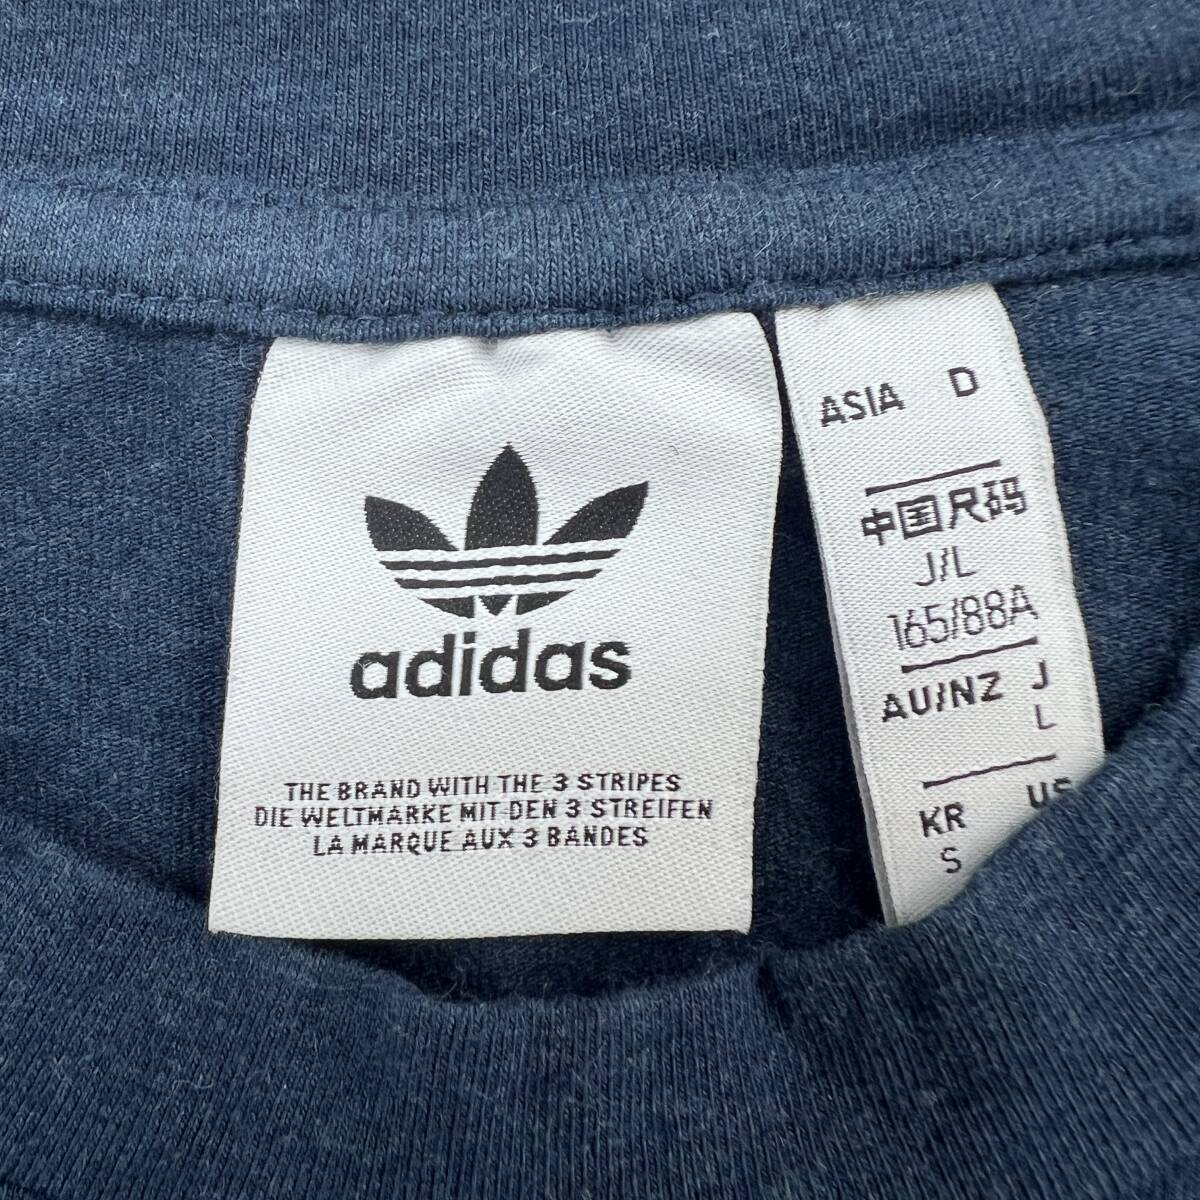 adidas
THE BRAND WITH THE 3 STRIPES
DIE WELTMARKE MIT DEN 3 STREIFEN
LA MARQUE AUX 3 BANDES
ASIA D
中国尺码
J/L
165/88A
AU/NZ J
L
KR US
S